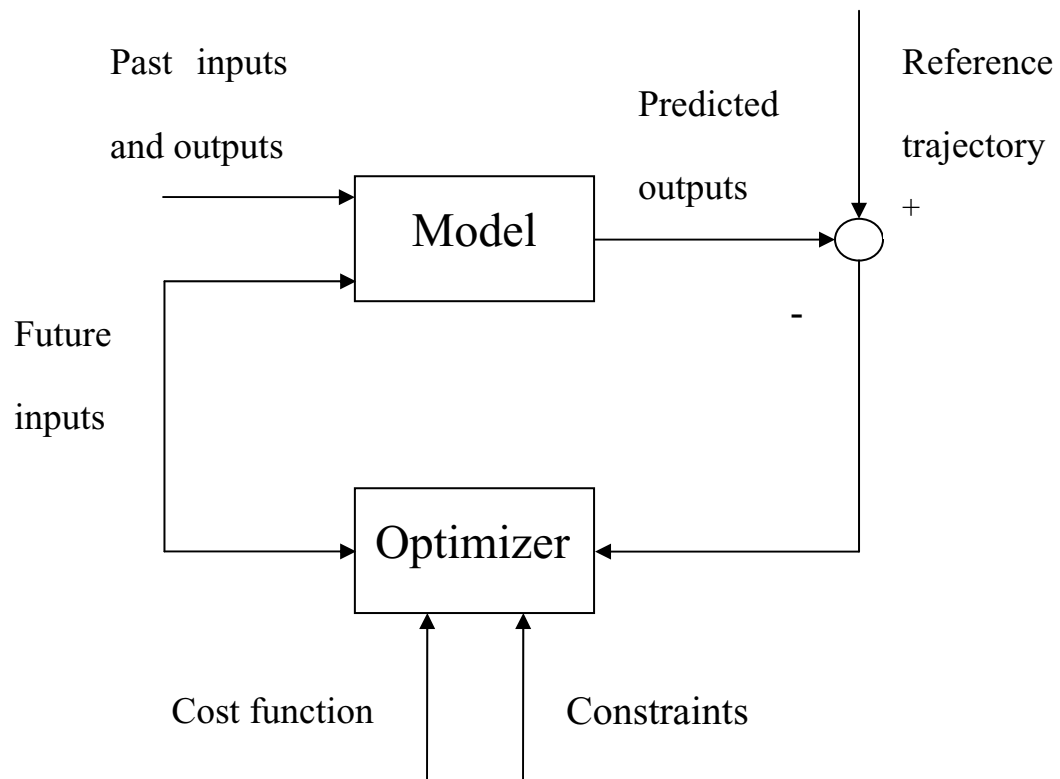 Past inputs
and outputs
Predicted
outputs
Reference
trajectory
+
Model
-
Future
inputs
Optimizer
Cost function
Constraints